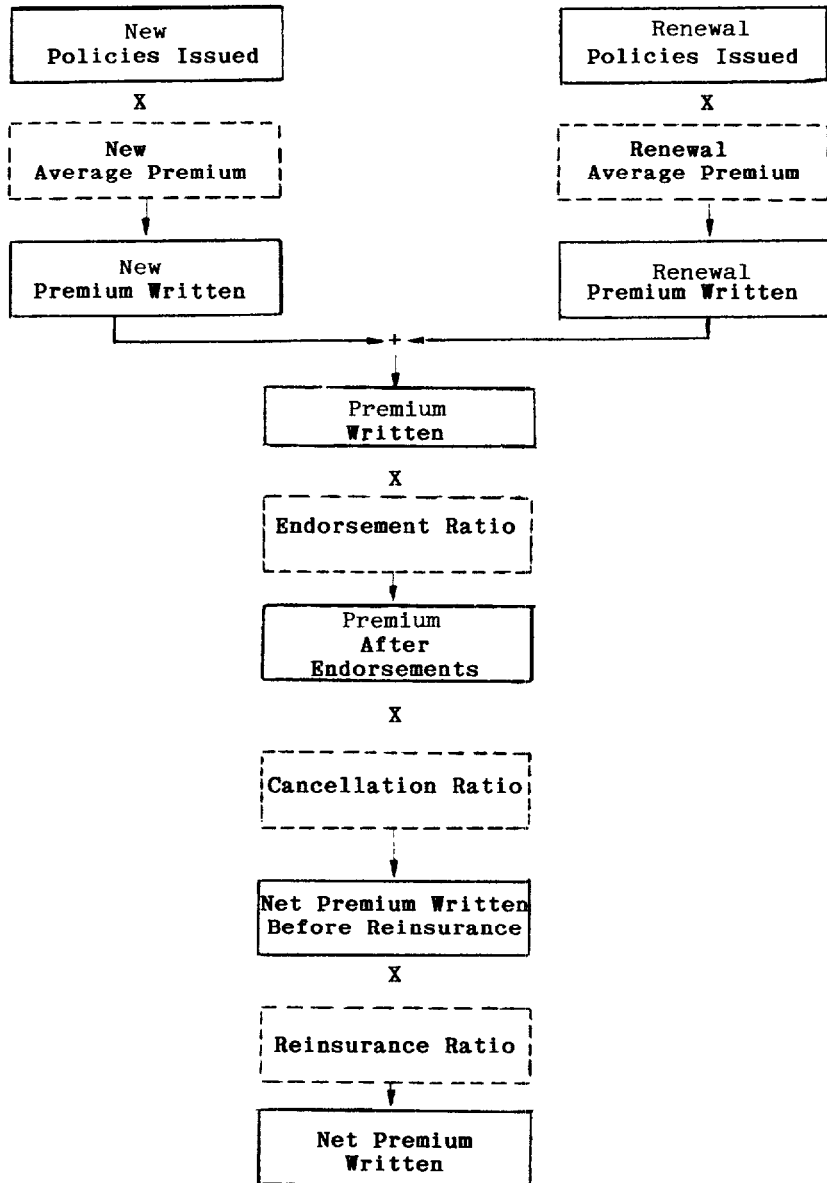 New
Policies Issued
X
New
Average Premium
New
Premium Written
Renewal
Policies Issued
X
Renewal
Average Premium
Renewal
Premium Written
+
Premium
Written
X
Endorsement Ratio
Premium
After
Endorsements
X
Cancellation Ratio
Net Premium Written
Before Reinsurance
X
Reinsurance Ratio
Net Premium
Written